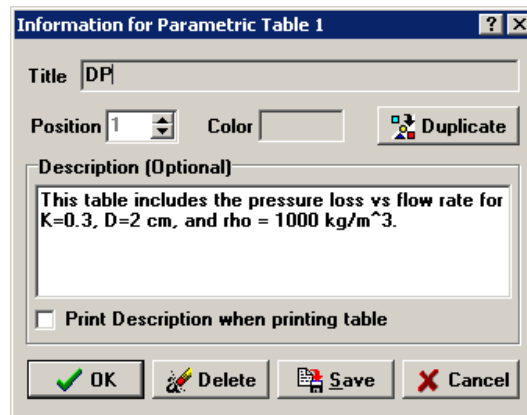 Information for Parametric Table 1
Title DP
Position 1 Color Duplicate
Description (Optional)
This table includes the pressure loss vs flow rate for
K=0.3, D=2 cm, and rho = 1000 kg/m^3.
Print Description when printing table
OK Delete Save Cancel